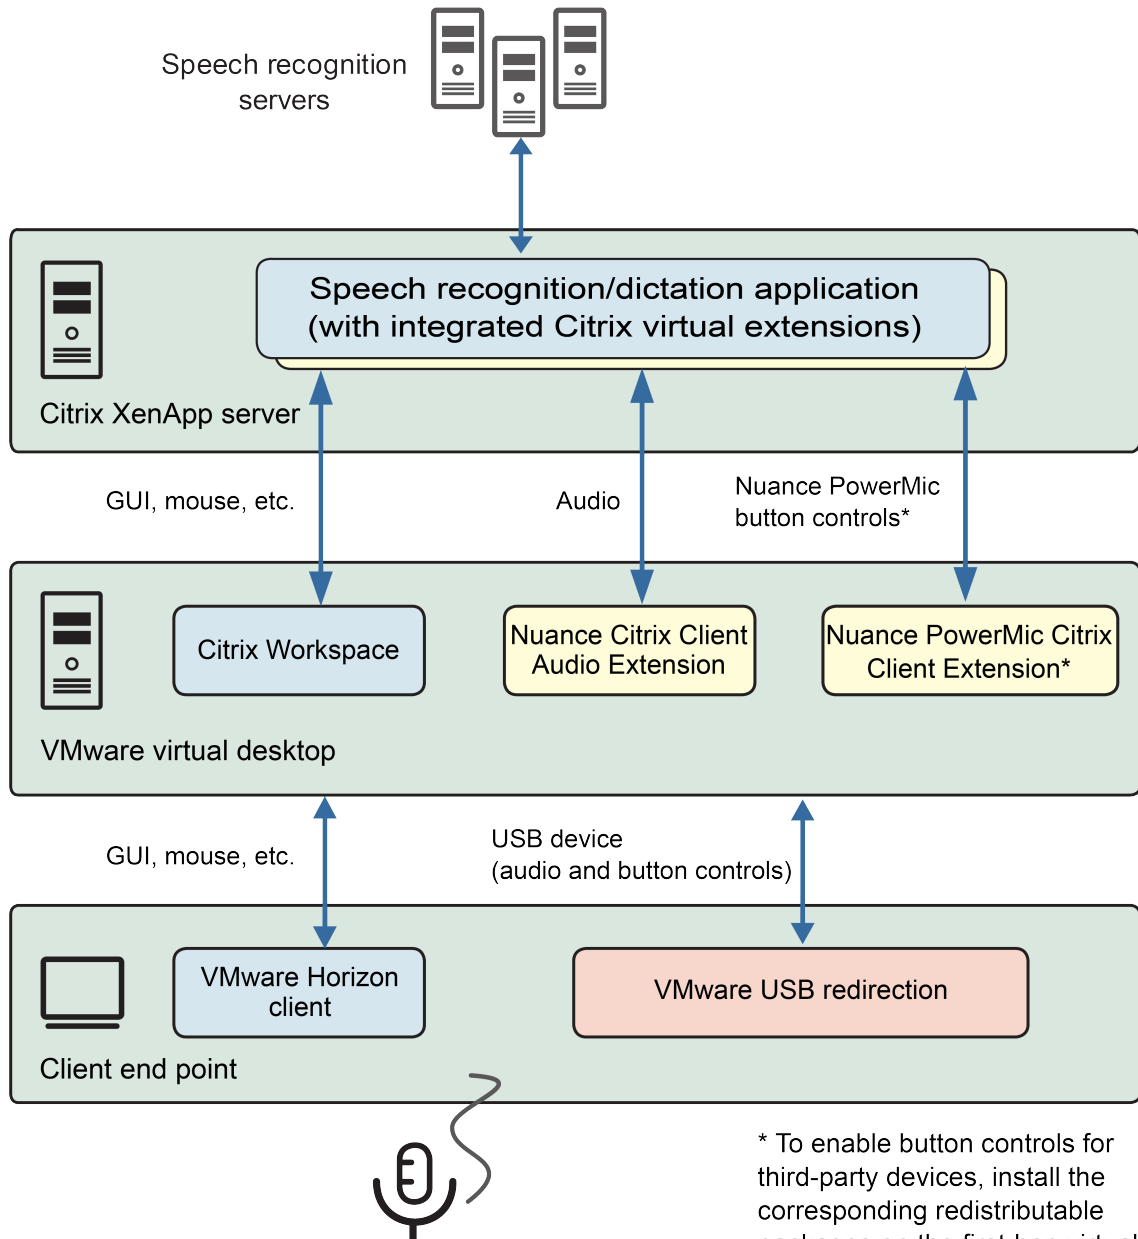 Speech recognition
servers
Speech recognition/dictation application
(with integrated Citrix virtual extensions)
Citrix XenApp server
GUI, mouse, etc.
Audio
Nuance PowerMic
button controls*
Citrix Workspace
Nuance Citrix Client
Audio Extension
Nuance PowerMic Citrix
Client Extension*
VMware virtual desktop
GUI, mouse, etc.
USB device
(audio and button controls)
VMware Horizon
client
VMware USB redirection
Client end point
* To enable button controls for
third-party devices, install the
corresponding redistributable